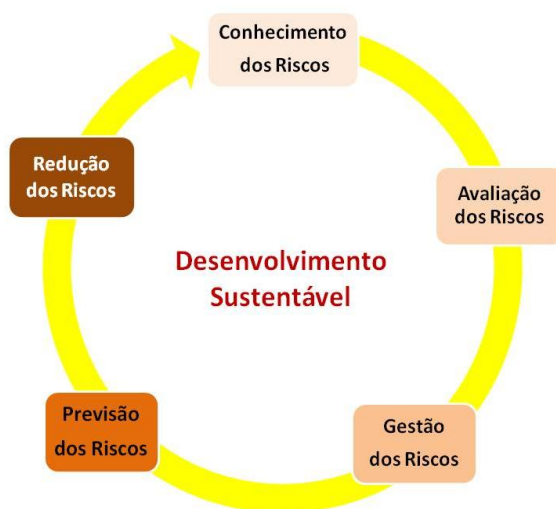 Conhecimento
dos Riscos
Avaliação
dos Riscos
Gestão
dos Riscos
Previsão
dos Riscos
Redução
dos Riscos
Desenvolvimento
Sustentável